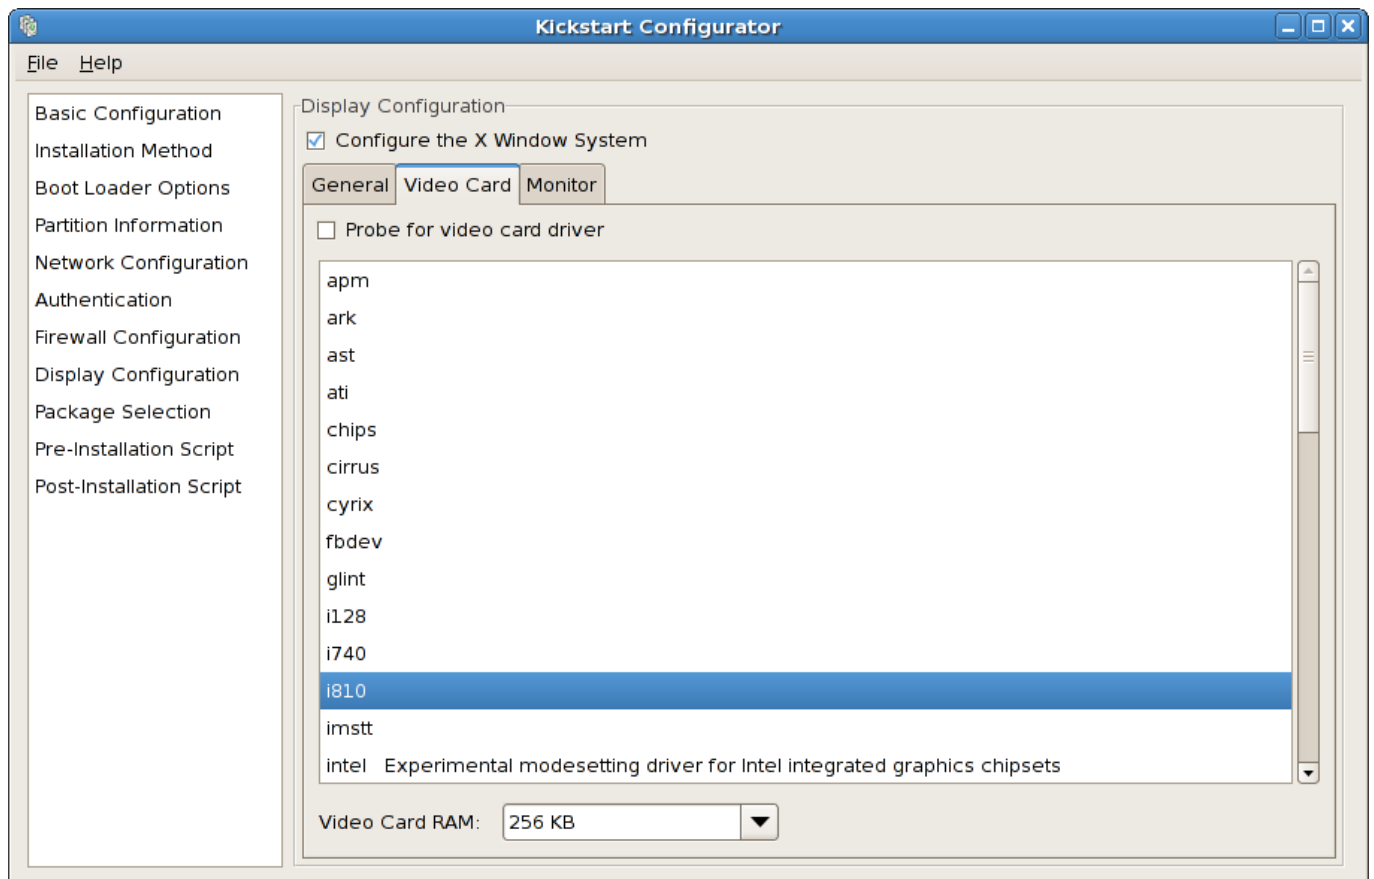 Kickstart Configurator
File Help
Basic Configuration
Installation Method
Boot Loader Options
Partition Information
Network Configuration
Authentication
Firewall Configuration
Display Configuration
Package Selection
Pre-Installation Script
Post-Installation Script
Display Configuration
Configure the X Window System
General Video Card Monitor
Probe for video card driver
apm
ark
ast
ati
chips
cirrus
cyrix
fbdev
glint
i128
i740
i810
imstt
intel Experimental modesetting driver for Intel integrated graphics chipsets
Video Card RAM: 256 KB